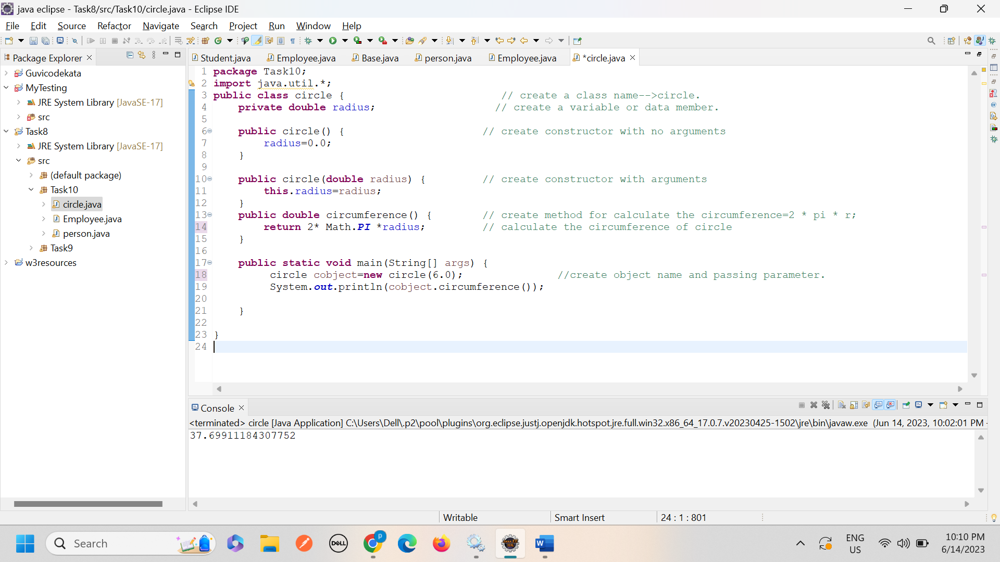 java eclipse - Task8/src/Task10/circle.java - Eclipse IDE
File Edit Source Refactor Navigate Search Project Run Window Help
Package Explorer
Student.java Employee.java Base.java person.java Employee.java *circle.java
Guvicodekata
MyTesting
JRE System Library [JavaSE-17]
src
Task8
JRE System Library [JavaSE-17]
src
(default package)
Task10
circle.java
Employee.java
person.java
Task9
w3resources
1 package Task10;
2 import java.util.*;
3 public class circle { // create a class name-->circle.
4 private double radius; // create a variable or data member.
5
6 public circle() { // create constructor with no arguments
7 radius=0.0;
8 }
9
10 public circle(double radius) { // create constructor with arguments
11 this.radius=radius;
12 }
13 public double circumference() { // create method for calculate the circumference=2 * pi * r;
14 return 2* Math.PI *radius; // calculate the circumference of circle
15 }
16
17 public static void main(String[] args) {
18 circle cobject=new circle(6.0); //create object name and passing parameter.
19 System.out.println(cobject.circumference());
20
21 }
22
23 }
24
Console
<terminated> circle [Java Application] C:\Users\Dell\.p2\pool\plugins\org.eclipse.justj.openjdk.hotspot.jre.full.win32.x86_64_17.0.7.v20230425-1502\jre\bin\javaw.exe (Jun 14, 2023, 10:02:01 PM -
37.69911184307752
Writable Smart Insert 24 : 1 : 801
Search
DELL
P
W
Java EE
IDE
ENG
US
10:10 PM
6/14/2023